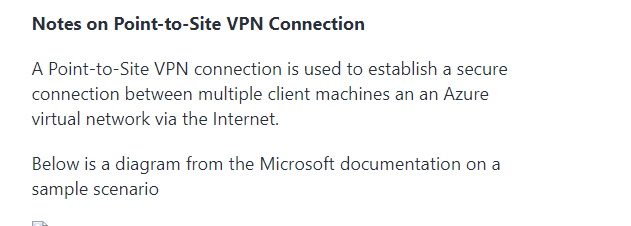 Notes on Point-to-Site VPN Connection
A Point-to-Site VPN connection is used to establish a secure
connection between multiple client machines an an Azure
virtual network via the Internet.
Below is a diagram from the Microsoft documentation on a
sample scenario